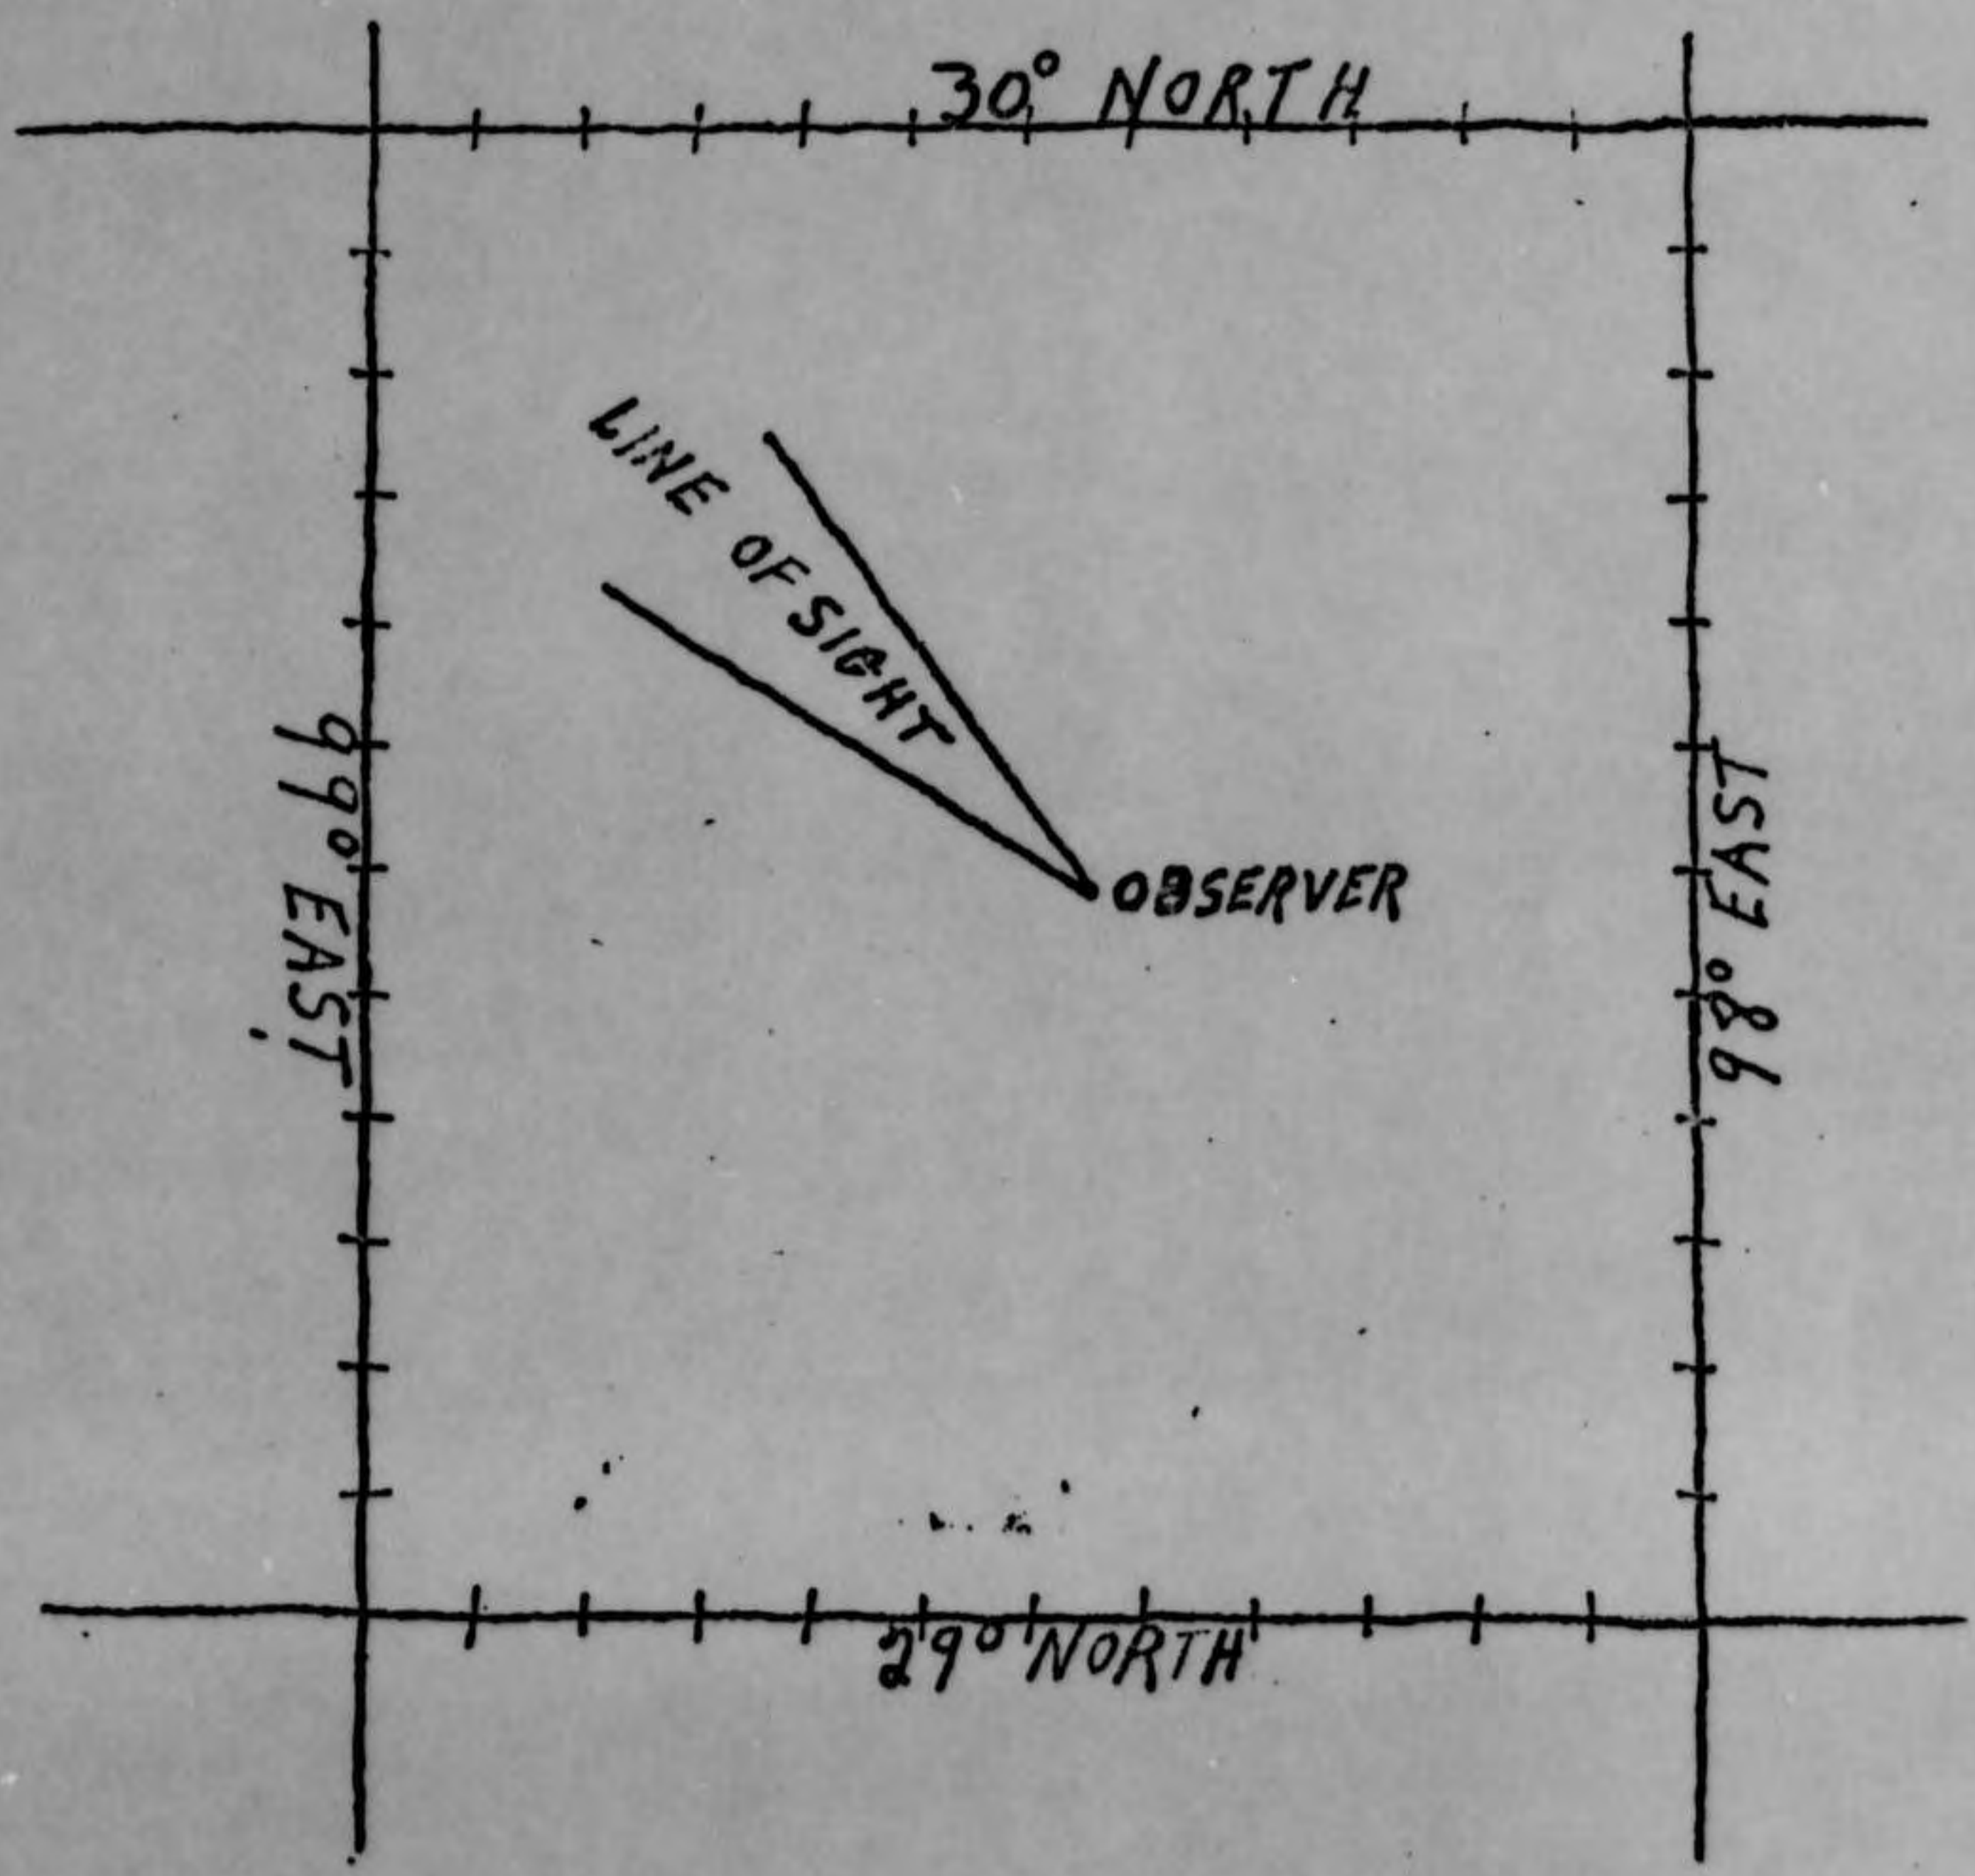 30° NORTH
LINE OF SIGHT
OBSERVER
99° EAST
98° EAST
29° NORTH